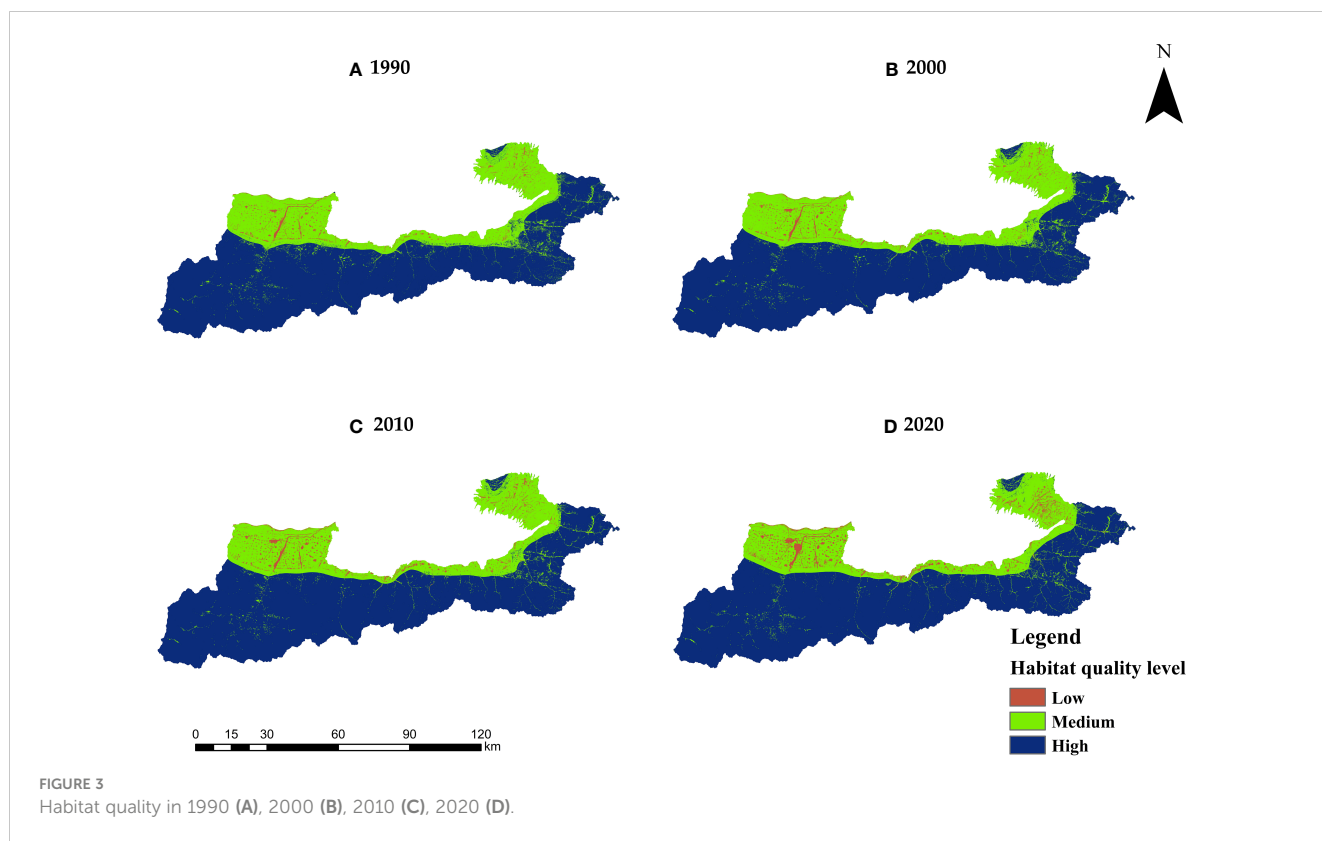 A 1990
B 2000
N
C 2010
D 2020
Legend
Habitat quality level
Low
Medium
High
0 15 30 60 90 120
km
FIGURE 3
Habitat quality in 1990 (A), 2000 (B), 2010 (C), 2020 (D).